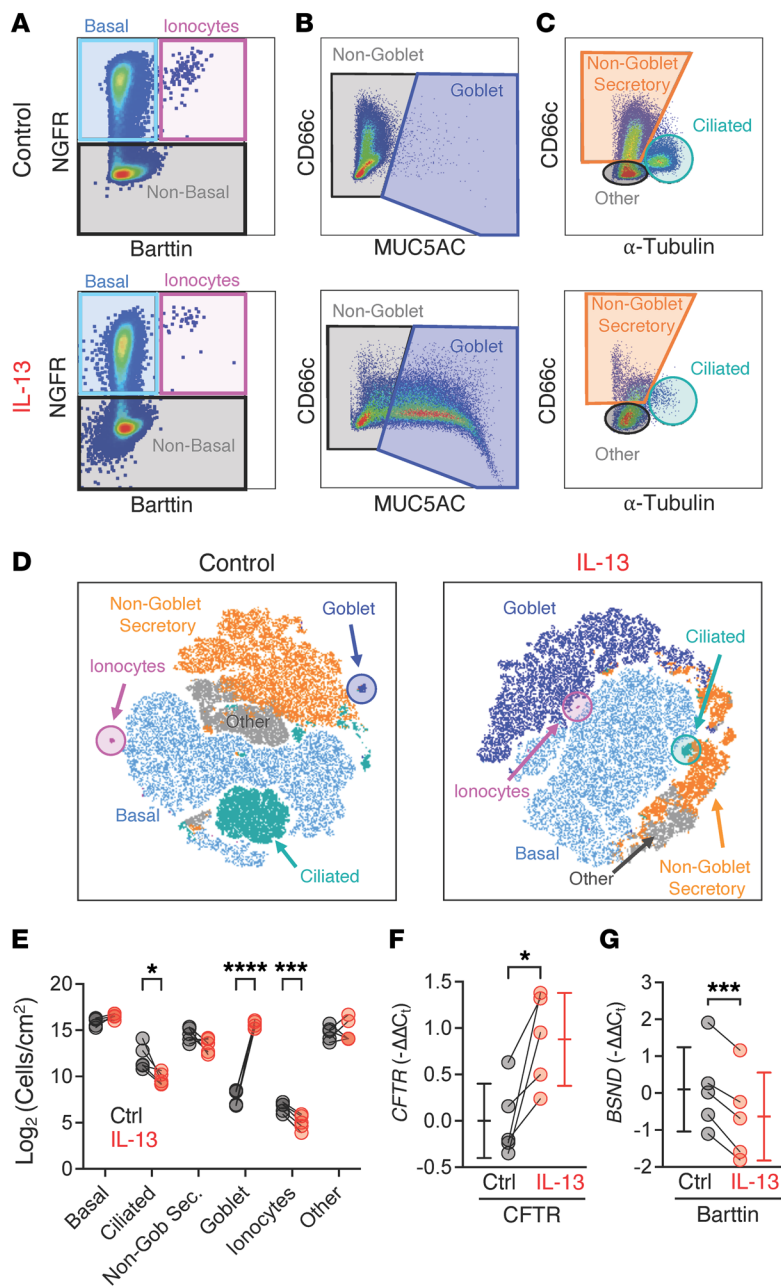 A
B
C
Basal
Ionocytes
Control
NGFR
Non-Basal
Barttin
Non-Goblet
Goblet
CD66c
MUC5AC
Non-Goblet
Secretory
Ciliated
CD66c
Other
α-Tubulin
Basal
Ionocytes
IL-13
NGFR
Non-Basal
Barttin
Non-Goblet
Goblet
CD66c
MUC5AC
Non-Goblet
Secretory
Ciliated
CD66c
Other
α-Tubulin
D
Control
IL-13
Non-Goblet
Secretory
Goblet
Ionocytes
Other
Basal
Ciliated
Goblet
Ciliated
Ionocytes
Basal
Other
Non-Goblet
Secretory
E
Log2 (Cells/cm²)
20
15
10
5
0
* **** ***
Ctrl
IL-13
Basal
Ciliated
Non-Gob Sec.
Goblet
Ionocytes
Other
F
CFTR (-ΔΔCt)
1.5
1.0
0.5
0.0
-0.5
*
Ctrl IL-13
CFTR
G
BSND (-ΔΔCt)
3
2
1
0
-1
-2
***
Ctrl IL-13
Barttin